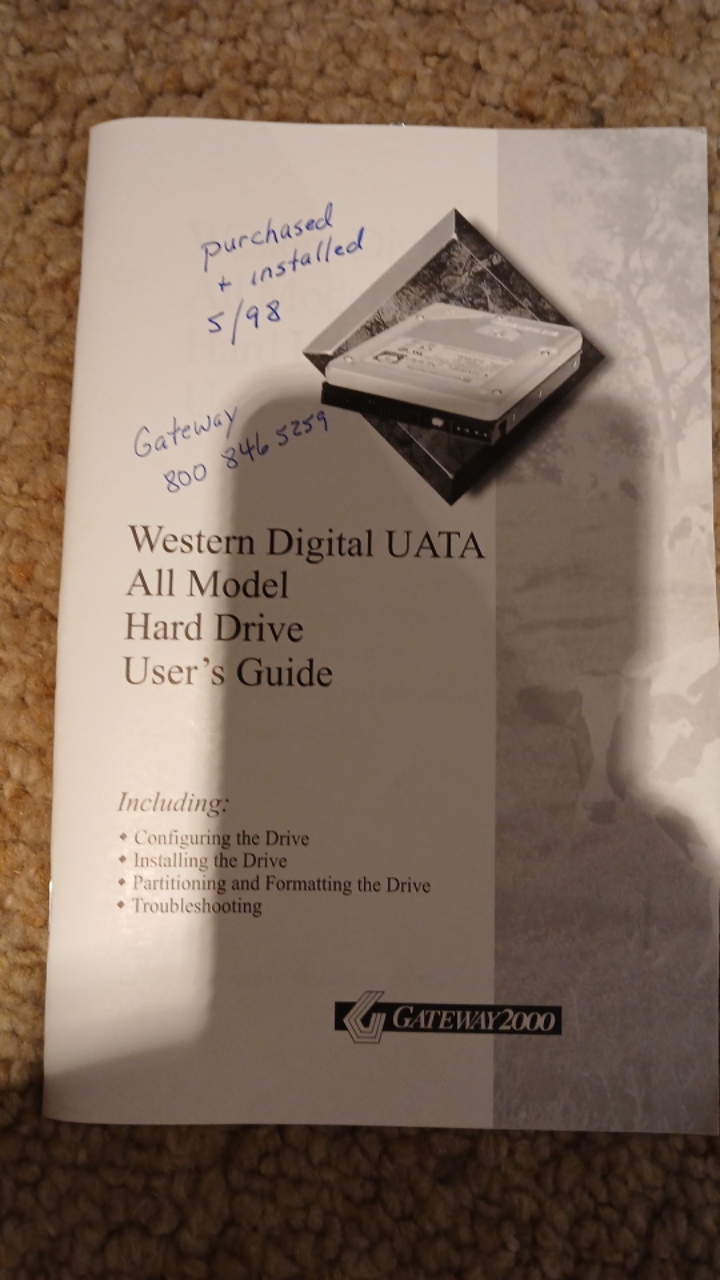 purchased
+ installed
5/98
Gateway
800 846 5259
Western Digital UATA
All Model
Hard Drive
User's Guide
Including:
◆ Configuring the Drive
◆ Installing the Drive
◆ Partitioning and Formatting the Drive
◆ Troubleshooting
GATEWAY2000